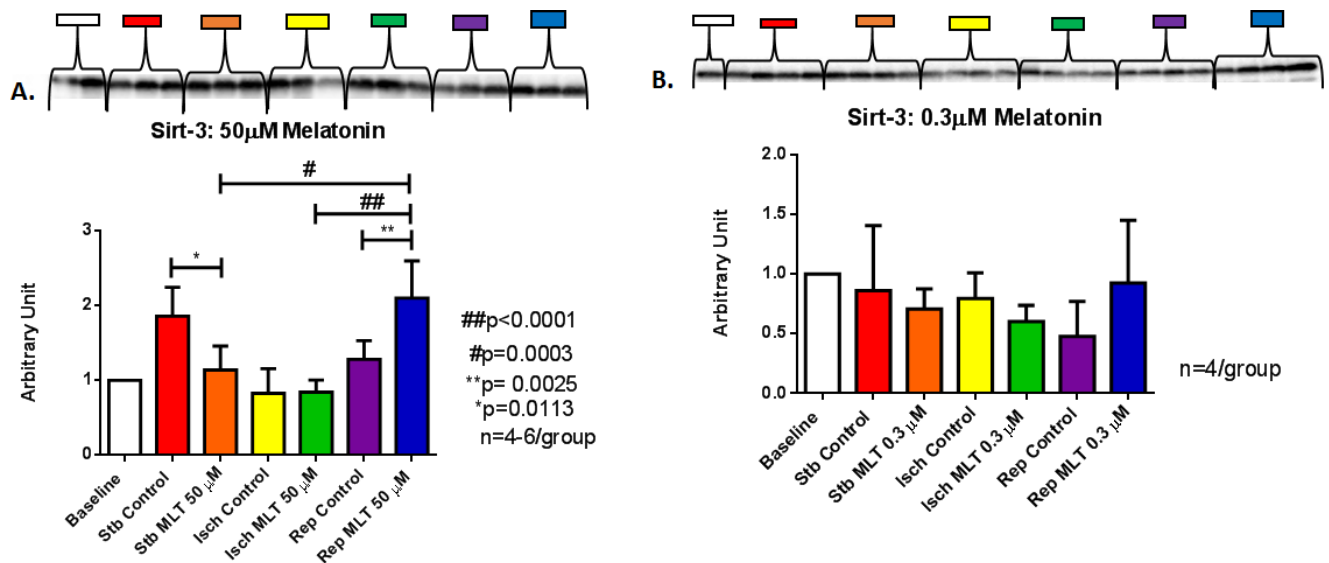 A.
Sirt-3: 50µM Melatonin
#
##
**
*
Arbitrary Unit
3
2
1
0
##p<0.0001
#p=0.0003
**p= 0.0025
*p=0.0113
n=4-6/group
Baseline
Stb Control
Stb MLT 50 µM
Isch Control
Isch MLT 50 µM
Rep Control
Rep MLT 50 µM
B.
Sirt-3: 0.3µM Melatonin
Arbitrary Unit
2.0
1.5
1.0
0.5
0.0
n=4/group
Baseline
Stb Control
Stb MLT 0.3 µM
Isch Control
Isch MLT 0.3 µM
Rep Control
Rep MLT 0.3 µM